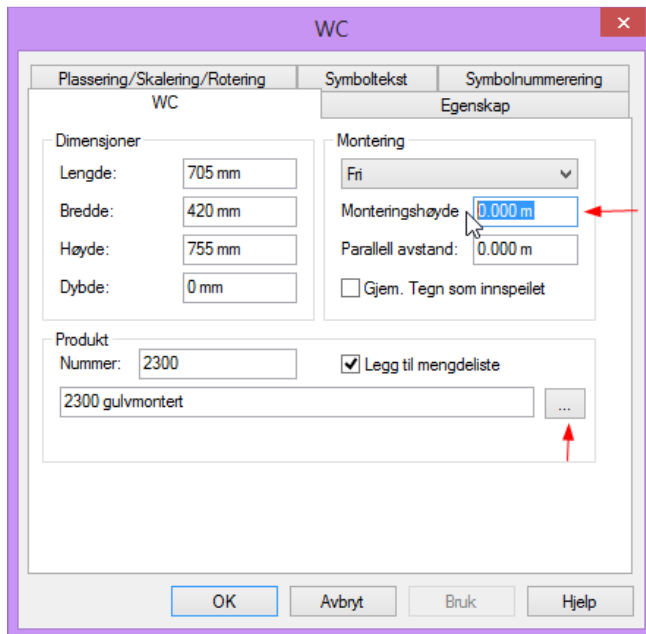 WC
Plassering/Skalering/Rotering
Symboltekst
Symbolnummerering
WC
Egenskap
Dimensjoner
Lengde: 705 mm
Bredde: 420 mm
Høyde: 755 mm
Dybde: 0 mm
Montering
Fri
Monteringshøyde 0.000 m
Parallell avstand: 0.000 m
Gjem. Tegn som innspeilet
Produkt
Nummer: 2300
Legg til mengdeliste
2300 gulvmontert
...
OK
Avbryt
Bruk
Hjelp